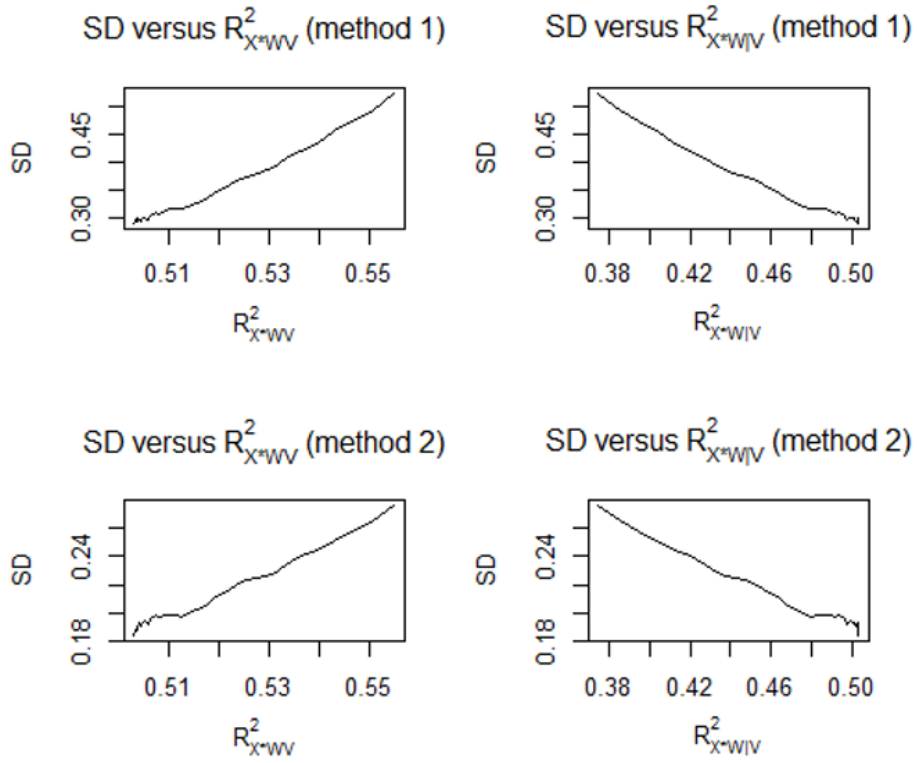 SD versus R²X*WV (method 1)
SD
0.45
0.30
0.51 0.53 0.55
R²X*WV
SD versus R²X*W|V (method 1)
SD
0.45
0.30
0.38 0.42 0.46 0.50
R²X*W|V
SD versus R²X*WV (method 2)
SD
0.24
0.18
0.51 0.53 0.55
R²X*WV
SD versus R²X*W|V (method 2)
SD
0.24
0.18
0.38 0.42 0.46 0.50
R²X*W|V